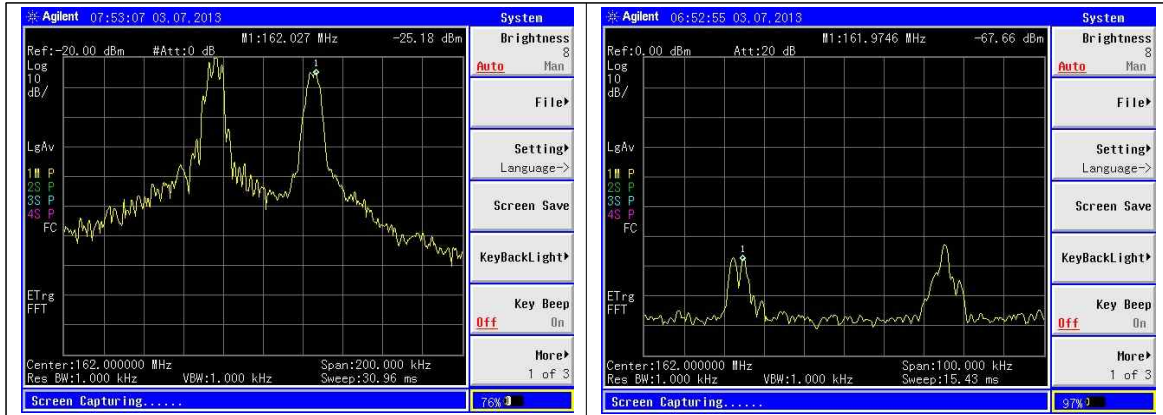 Agilent 07:53:07 03,07,2013 System
M1:162.027 MHz -25.18 dBm
Ref:-20.00 dBm #Att:0 dB
Log
10
dB/
LgAv
1M P
2S P
3S P
4S P
FC
ETrg
FFT
1
Center:162.000000 MHz Span:200.000 kHz
Res BW:1.000 kHz VBW:1.000 kHz Sweep:30.96 ms
Brightness
8
Auto Man
File
Setting
Language->
Screen Save
KeyBackLight
Key Beep
Off On
More
1 of 3
Screen Capturing...... 76%
Agilent 06:52:55 03,07,2013 System
M1:161.9746 MHz -67.66 dBm
Ref:0.00 dBm Att:20 dB
Log
10
dB/
LgAv
1M P
2S P
3S P
4S P
FC
ETrg
FFT
1
Center:162.000000 MHz Span:100.000 kHz
Res BW:1.000 kHz VBW:1.000 kHz Sweep:15.43 ms
Brightness
8
Auto Man
File
Setting
Language->
Screen Save
KeyBackLight
Key Beep
Off On
More
1 of 3
Screen Capturing...... 97%